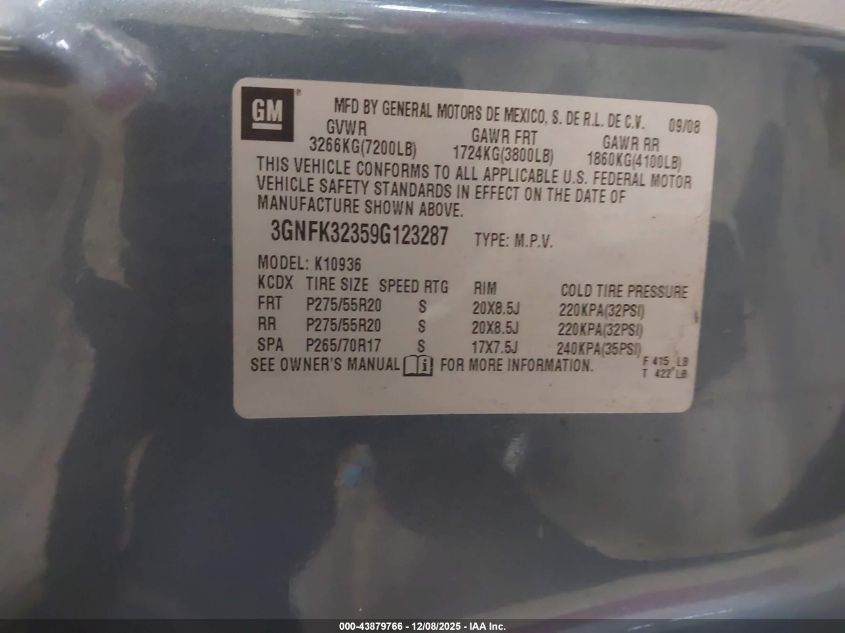 GM ® MFD BY GENERAL MOTORS DE MEXICO, S. DE R.L. DE C.V. 09/08
GVWR GAWR FRT GAWR RR
3266KG(7200LB) 1724KG(3800LB) 1860KG(4100LB)
THIS VEHICLE CONFORMS TO ALL APPLICABLE U.S. FEDERAL MOTOR
VEHICLE SAFETY STANDARDS IN EFFECT ON THE DATE OF
MANUFACTURE SHOWN ABOVE.
3GNFK32359G123287 TYPE: M.P.V.
MODEL: K10936
KCDX TIRE SIZE SPEED RTG RIM COLD TIRE PRESSURE
FRT P275/55R20 S 20X8.5J 220KPA(32PSI)
RR P275/55R20 S 20X8.5J 220KPA(32PSI)
SPA P265/70R17 S 17X7.5J 240KPA(35PSI)
SEE OWNER'S MANUAL i FOR MORE INFORMATION.
F 415 LB
T 422 LB
000-43879766 - 12/08/2025 - IAA Inc.